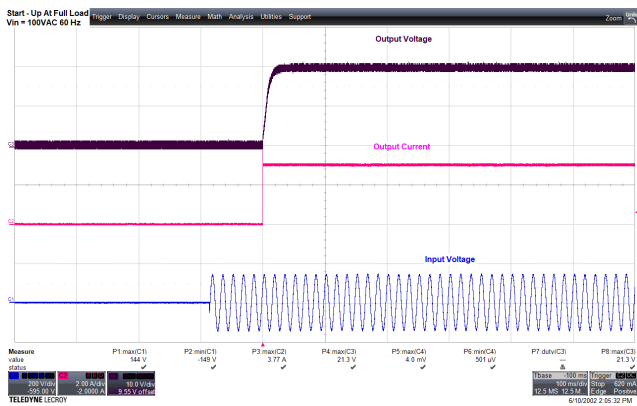 Start - Up At Full Load
Vin = 100VAC 60 Hz
Trigger Display Cursors Measure Math Analysis Utilities Support
Zoom
Output Voltage
C3
Output Current
C2
Input Voltage
C1
Measure P1:max(C1) P2:min(C1) P3:max(C2) P4:max(C3) P5:max(C4) P6:min(C4) P7:duty(C3) P8:max(C3)
value 144 V -149 V 3.77 A 21.3 V 4.0 mV 501 µV --- 21.3 V
status
200 V/div 2.00 A/div 10.0 V/div
-595.00 V -2.0000 A 9.55 V offset
Tbase -100 ms Trigger
100 ms/div Stop 620 mA
12.5 MS 12.5 M Edge Positive
TELEDYNE LECROY
6/10/2002 2:05:32 PM